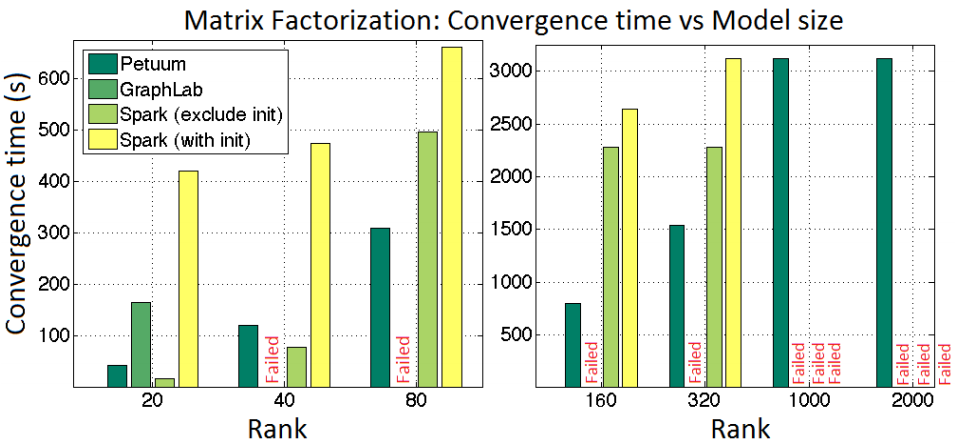 Matrix Factorization: Convergence time vs Model size
Convergence time (s)
600
500
400
300
200
100
Petuum
GraphLab
Spark (exclude init)
Spark (with init)
Failed
Failed
20
40
80
Rank
3000
2500
2000
1500
1000
500
Failed
Failed
Failed
Failed
Failed
Failed
Failed
Failed
160
320
1000
2000
Rank